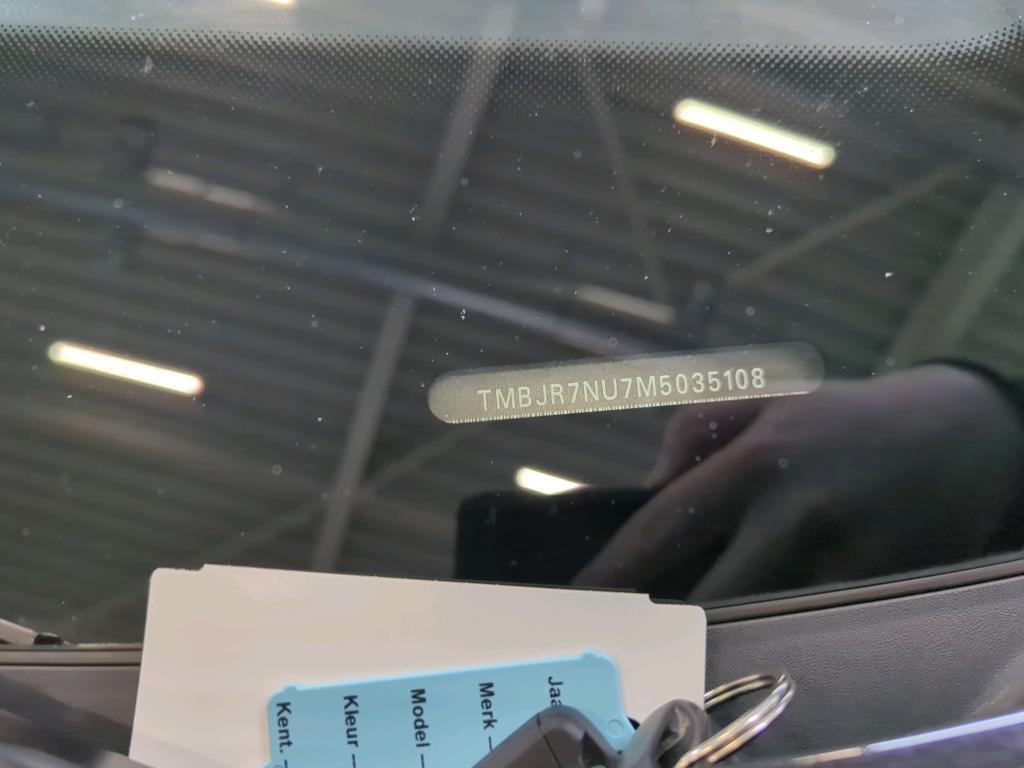 TMBJR7NU7M5035108
Jaa
Merk
Model
Kleur
Kent.